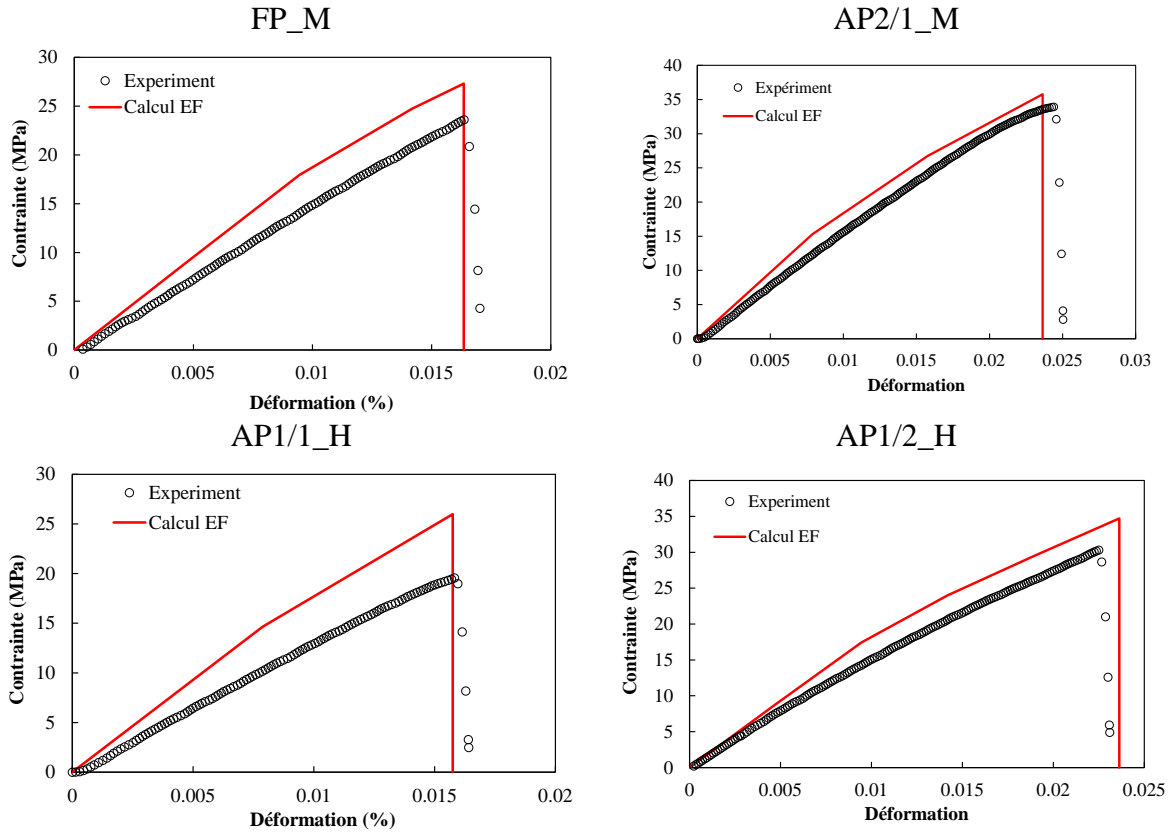 FP_M
30
25
20
15
10
5
0
Contrainte (MPa)
Experiment
Calcul EF
0
0.005
0.01
0.015
0.02
Déformation (%)
AP2/1_M
40
35
30
25
20
15
10
5
0
Contrainte (MPa)
Expériment
Calcul EF
0
0.005
0.01
0.015
0.02
0.025
0.03
Déformation
AP1/1_H
30
25
20
15
10
5
0
Contrainte (MPa)
Experiment
Calcul EF
0
0.005
0.01
0.015
0.02
Déformation (%)
AP1/2_H
40
35
30
25
20
15
10
5
0
Contrainte (MPa)
Experiment
Calcul EF
0
0.005
0.01
0.015
0.02
0.025
Déformation